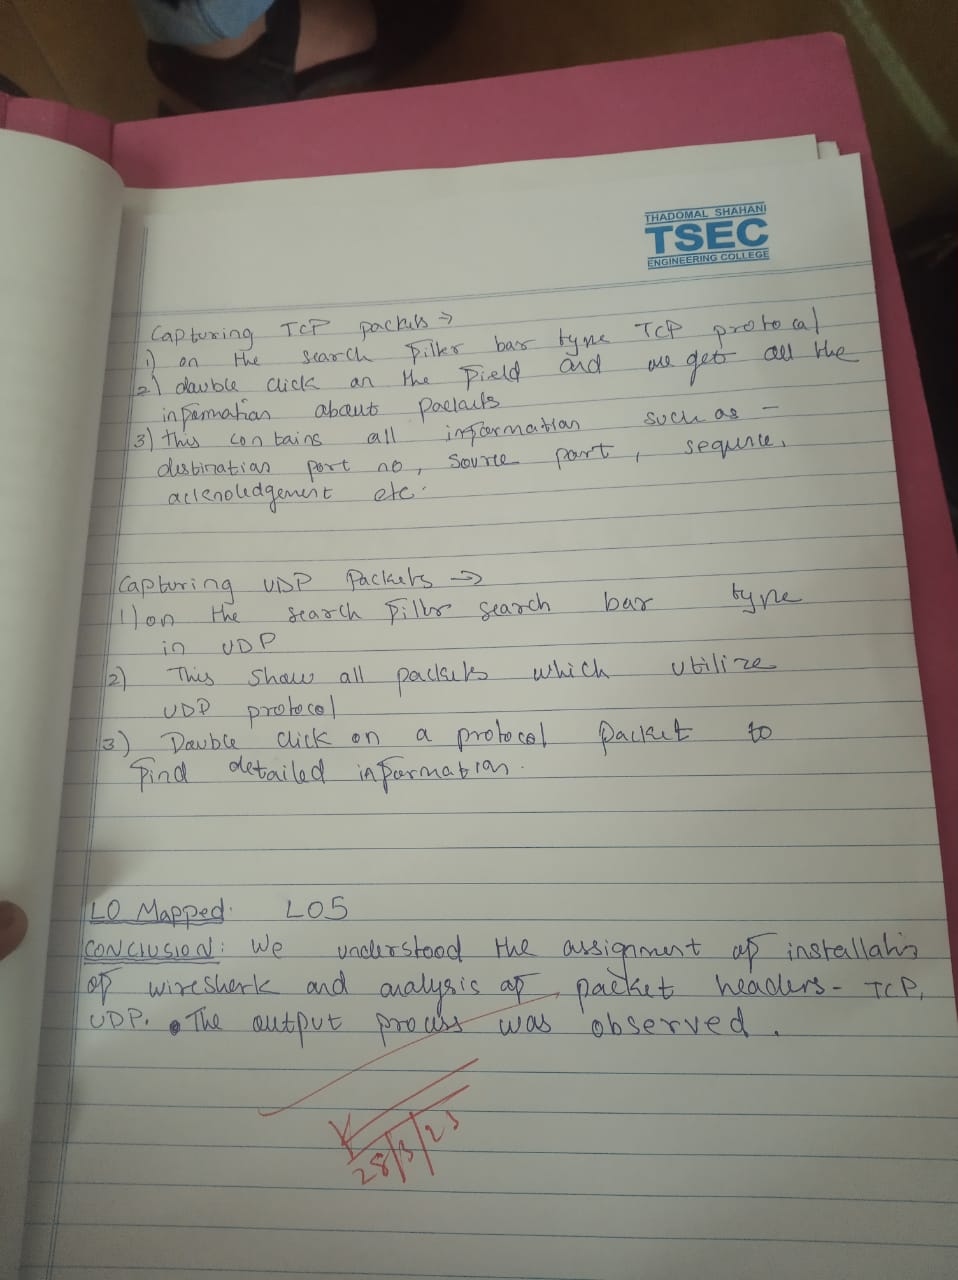 THADOMAL SHAHANI
TSEC
ENGINEERING COLLEGE
Capturing TCP packets →
1) on the search filter bar type TCP protocal
2) double click on the field and we get all the
information about packets
3) this contains all information such as -
destination port no, source port, sequnce,
acknoledgement etc.
Capturing UDP Packets →
1) on the search filter search bar type
in UDP
2) This show all packets which utilize
UDP protocol
3) Double click on a protocol packet to
find detailed information.
LO Mapped: LO5
CONCLUSION: We understood the assignment of installation
of wireshark and analysis of packet headers - TCP,
UDP. The output process was observed.
28/3/23